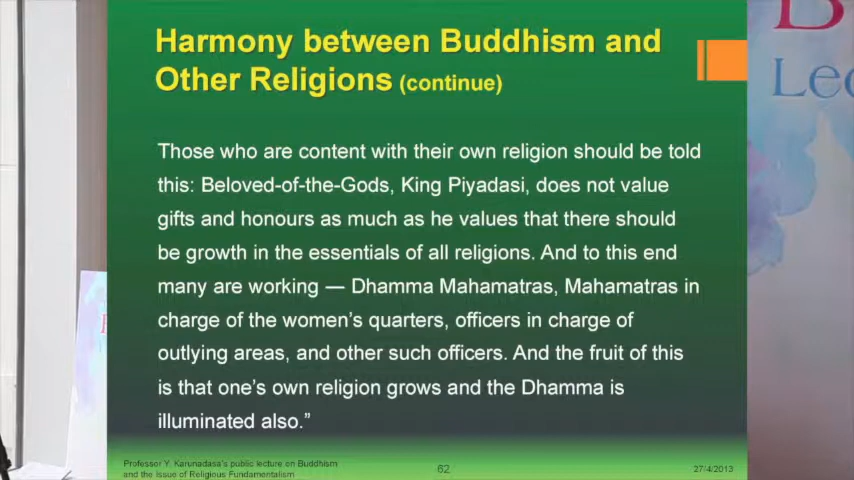 Harmony between Buddhism and
Other Religions (continue)
Those who are content with their own religion should be told
this: Beloved-of-the-Gods, King Piyadasi, does not value
gifts and honours as much as he values that there should
be growth in the essentials of all religions. And to this end
many are working — Dhamma Mahamatras, Mahamatras in
charge of the women's quarters, officers in charge of
outlying areas, and other such officers. And the fruit of this
is that one's own religion grows and the Dhamma is
illuminated also.”
Professor Y. Karunadasa's public lecture on Buddhism
and the Issue of Religious Fundamentalism
62
27/4/2013